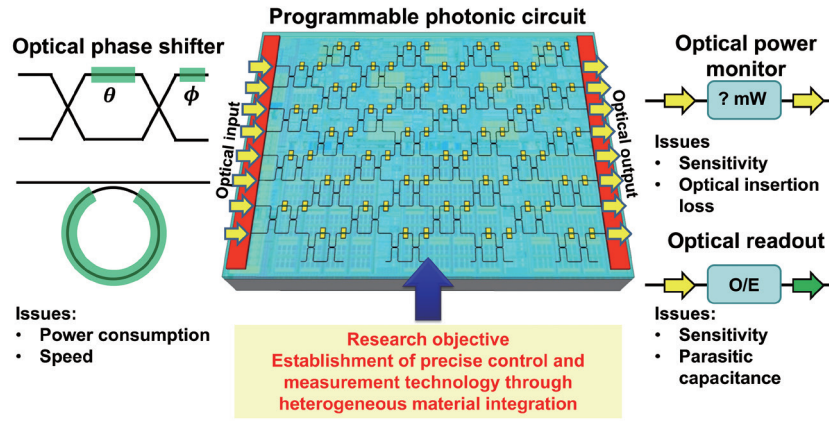 Programmable photonic circuit
Optical phase shifter
θ
ϕ
Issues:
• Power consumption
• Speed
Optical input
Optical output
Research objective
Establishment of precise control and
measurement technology through
heterogeneous material integration
Optical power
monitor
? mW
Issues
• Sensitivity
• Optical insertion
loss
Optical readout
O/E
Issues:
• Sensitivity
• Parasitic
capacitance